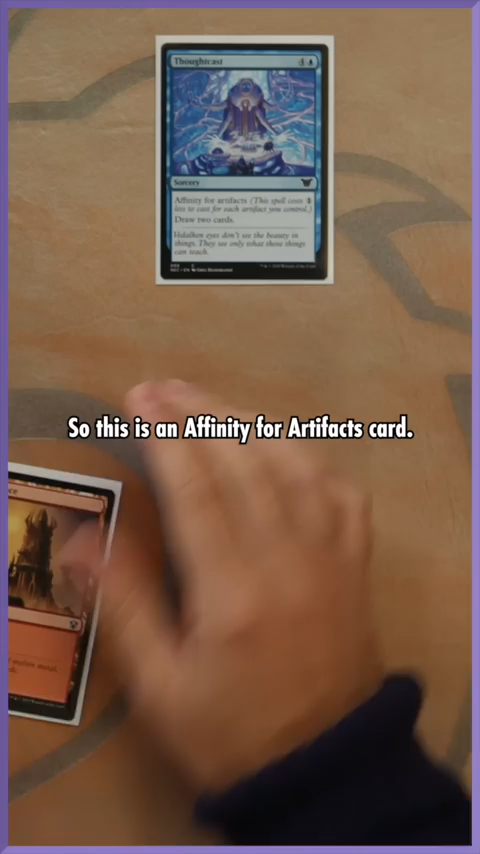 Thoughtcast 4
Sorcery
Affinity for artifacts (This spell costs
less to cast for each artifact you control.)
Draw two cards.
Vedalken eyes don't see the beauty in
things. They see only what those things
can teach.
So this is an Affinity for Artifacts card.